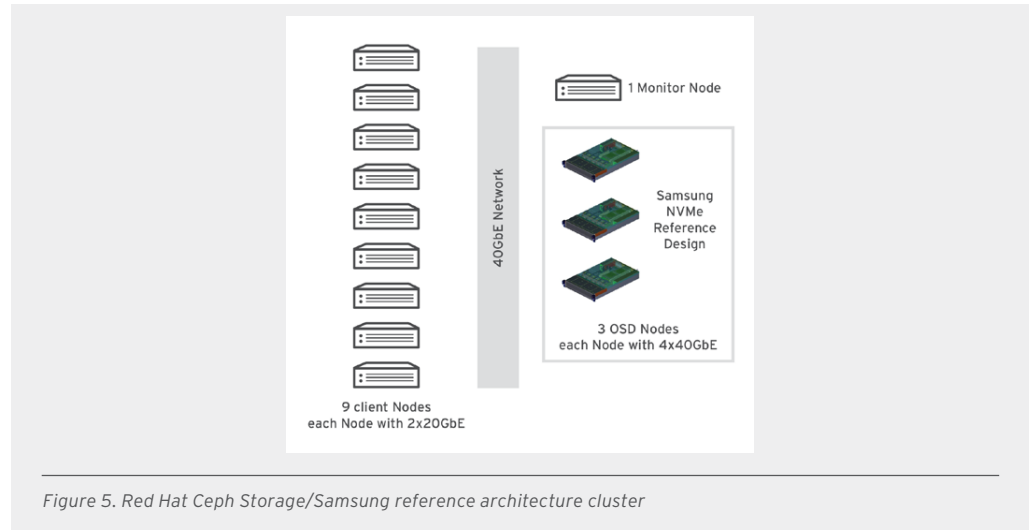 1 Monitor Node
40GbE Network
Samsung
NVMe
Reference
Design
3 OSD Nodes
each Node with 4x40GbE
9 client Nodes
each Node with 2x20GbE
Figure 5. Red Hat Ceph Storage/Samsung reference architecture cluster